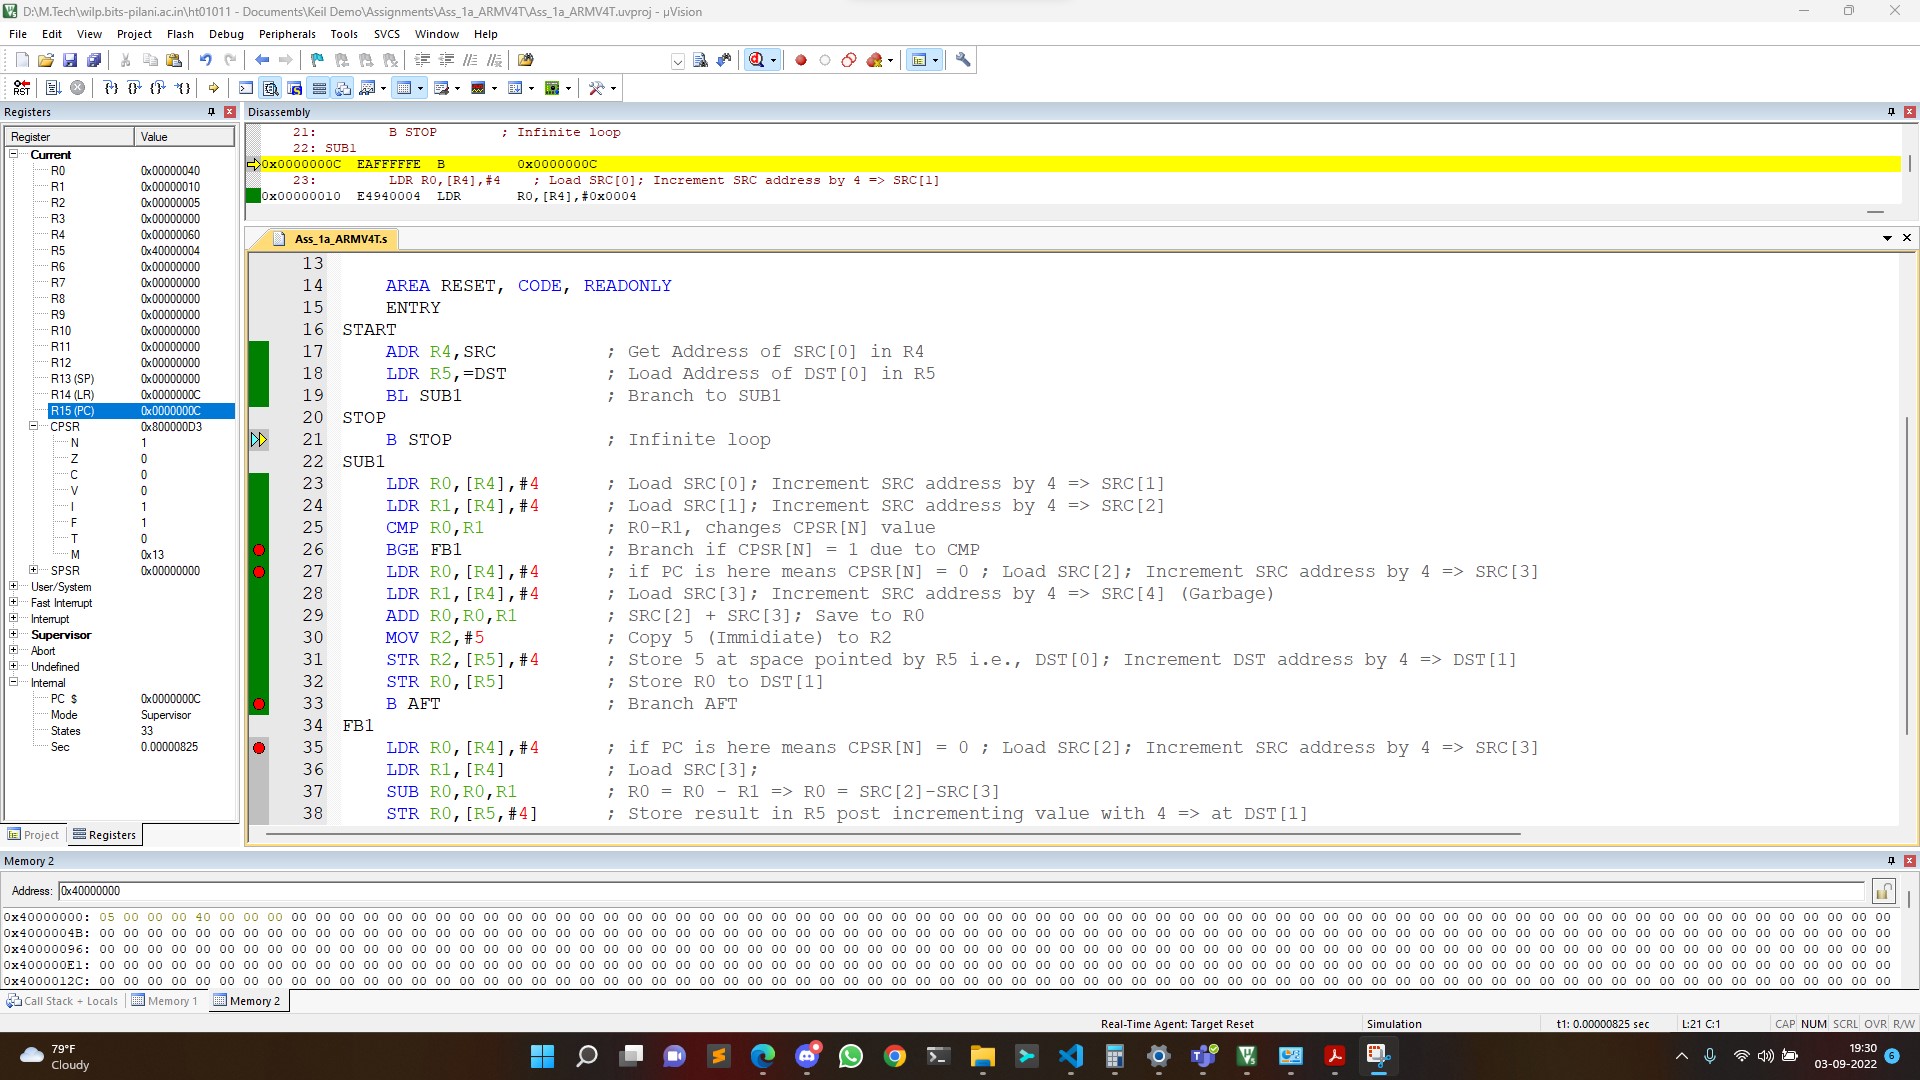 D:\M.Tech\wilp.bits-pilani.ac.in\ht01011 - Documents\Keil Demo\Assignments\Ass_1a_ARMV4T\Ass_1a_ARMV4T.uvproj - µVision
File Edit View Project Flash Debug Peripherals Tools SVCS Window Help
Registers
Register Value
Current
R0 0x00000040
R1 0x00000010
R2 0x00000005
R3 0x00000000
R4 0x00000060
R5 0x40000004
R6 0x00000000
R7 0x00000000
R8 0x00000000
R9 0x00000000
R10 0x00000000
R11 0x00000000
R12 0x00000000
R13 (SP) 0x00000000
R14 (LR) 0x0000000C
R15 (PC) 0x0000000C
CPSR 0x800000D3
N 1
Z 0
C 0
V 0
I 1
F 1
T 0
M 0x13
SPSR 0x00000000
User/System
Fast Interrupt
Interrupt
Supervisor
Abort
Undefined
Internal
PC $ 0x0000000C
Mode Supervisor
States 33
Sec 0.00000825
Project Registers
Disassembly
21: B STOP ; Infinite loop
22: SUB1
0x0000000C EAFFFFFE B 0x0000000C
23: LDR R0,[R4],#4 ; Load SRC[0]; Increment SRC address by 4 => SRC[1]
0x00000010 E4940004 LDR R0,[R4],#0x0004
Ass_1a_ARMV4T.s
13
14 AREA RESET, CODE, READONLY
15 ENTRY
16 START
17 ADR R4,SRC ; Get Address of SRC[0] in R4
18 LDR R5,=DST ; Load Address of DST[0] in R5
19 BL SUB1 ; Branch to SUB1
20 STOP
21 B STOP ; Infinite loop
22 SUB1
23 LDR R0,[R4],#4 ; Load SRC[0]; Increment SRC address by 4 => SRC[1]
24 LDR R1,[R4],#4 ; Load SRC[1]; Increment SRC address by 4 => SRC[2]
25 CMP R0,R1 ; R0-R1, changes CPSR[N] value
26 BGE FB1 ; Branch if CPSR[N] = 1 due to CMP
27 LDR R0,[R4],#4 ; if PC is here means CPSR[N] = 0 ; Load SRC[2]; Increment SRC address by 4 => SRC[3]
28 LDR R1,[R4],#4 ; Load SRC[3]; Increment SRC address by 4 => SRC[4] (Garbage)
29 ADD R0,R0,R1 ; SRC[2] + SRC[3]; Save to R0
30 MOV R2,#5 ; Copy 5 (Immidiate) to R2
31 STR R2,[R5],#4 ; Store 5 at space pointed by R5 i.e., DST[0]; Increment DST address by 4 => DST[1]
32 STR R0,[R5] ; Store R0 to DST[1]
33 B AFT ; Branch AFT
34 FB1
35 LDR R0,[R4],#4 ; if PC is here means CPSR[N] = 0 ; Load SRC[2]; Increment SRC address by 4 => SRC[3]
36 LDR R1,[R4] ; Load SRC[3];
37 SUB R0,R0,R1 ; R0 = R0 - R1 => R0 = SRC[2]-SRC[3]
38 STR R0,[R5,#4] ; Store result in R5 post incrementing value with 4 => at DST[1]
Memory 2
Address: 0x40000000
0x40000000: 05 00 00 00 40 00 00 00 00 00 00 00 00 00 00 00 00 00 00 00 00 00 00 00 00 00 00 00 00 00 00 00 00 00 00 00 00 00 00 00 00 00 00 00 00 00 00 00 00 00 00 00 00 00 00 00 00 00 00 00 00 00 00 00 00 00 00 00 00 00 00 00 00 00 00
0x4000004B: 00 00 00 00 00 00 00 00 00 00 00 00 00 00 00 00 00 00 00 00 00 00 00 00 00 00 00 00 00 00 00 00 00 00 00 00 00 00 00 00 00 00 00 00 00 00 00 00 00 00 00 00 00 00 00 00 00 00 00 00 00 00 00 00 00 00 00 00 00 00 00 00 00 00 00
0x40000096: 00 00 00 00 00 00 00 00 00 00 00 00 00 00 00 00 00 00 00 00 00 00 00 00 00 00 00 00 00 00 00 00 00 00 00 00 00 00 00 00 00 00 00 00 00 00 00 00 00 00 00 00 00 00 00 00 00 00 00 00 00 00 00 00 00 00 00 00 00 00 00 00 00 00 00
0x400000E1: 00 00 00 00 00 00 00 00 00 00 00 00 00 00 00 00 00 00 00 00 00 00 00 00 00 00 00 00 00 00 00 00 00 00 00 00 00 00 00 00 00 00 00 00 00 00 00 00 00 00 00 00 00 00 00 00 00 00 00 00 00 00 00 00 00 00 00 00 00 00 00 00 00 00 00
0x4000012C: 00 00 00 00 00 00 00 00 00 00 00 00 00 00 00 00 00 00 00 00 00 00 00 00 00 00 00 00 00 00 00 00 00 00 00 00 00 00 00 00 00 00 00 00 00 00 00 00 00 00 00 00 00 00 00 00 00 00 00 00 00 00 00 00 00 00 00 00 00 00 00 00 00 00 00
Call Stack + Locals Memory 1 Memory 2
Real-Time Agent: Target Reset Simulation t1: 0.00000825 sec L:21 C:1 CAP NUM SCRL OVR R/W
79°F
Cloudy
19:30
03-09-2022
6